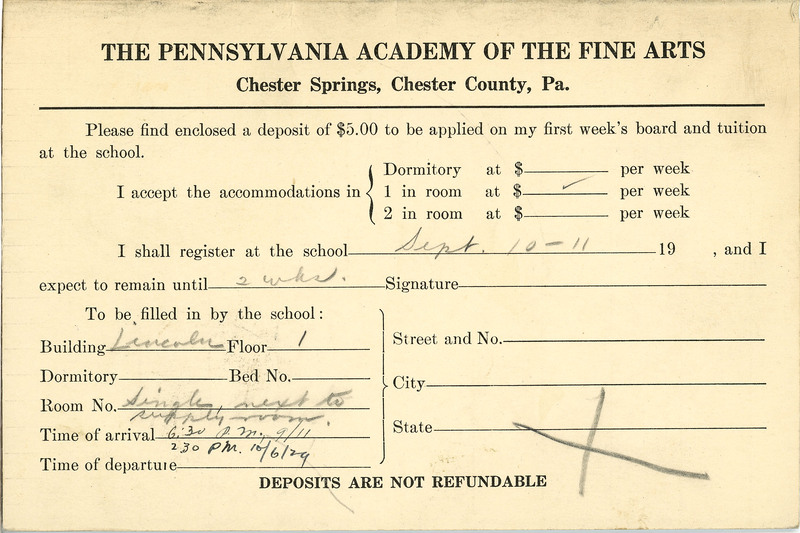 THE PENNSYLVANIA ACADEMY OF THE FINE ARTS
Chester Springs, Chester County, Pa.
Please find enclosed a deposit of $5.00 to be applied on my first week's board and tuition
at the school.
I accept the accommodations in
Dormitory at $ per week
1 in room at $ ✓ per week
2 in room at $ per week
I shall register at the school Sept. 10-11 19 , and I
expect to remain until 2 wks. Signature
To be filled in by the school:
Building Lincoln Floor 1
Dormitory Bed No.
Room No. Single, next to
supply room.
Time of arrival 6:30 P.M. 9/11
2:30 P.M. 10/6/29
Time of departure
Street and No.
City
State
DEPOSITS ARE NOT REFUNDABLE